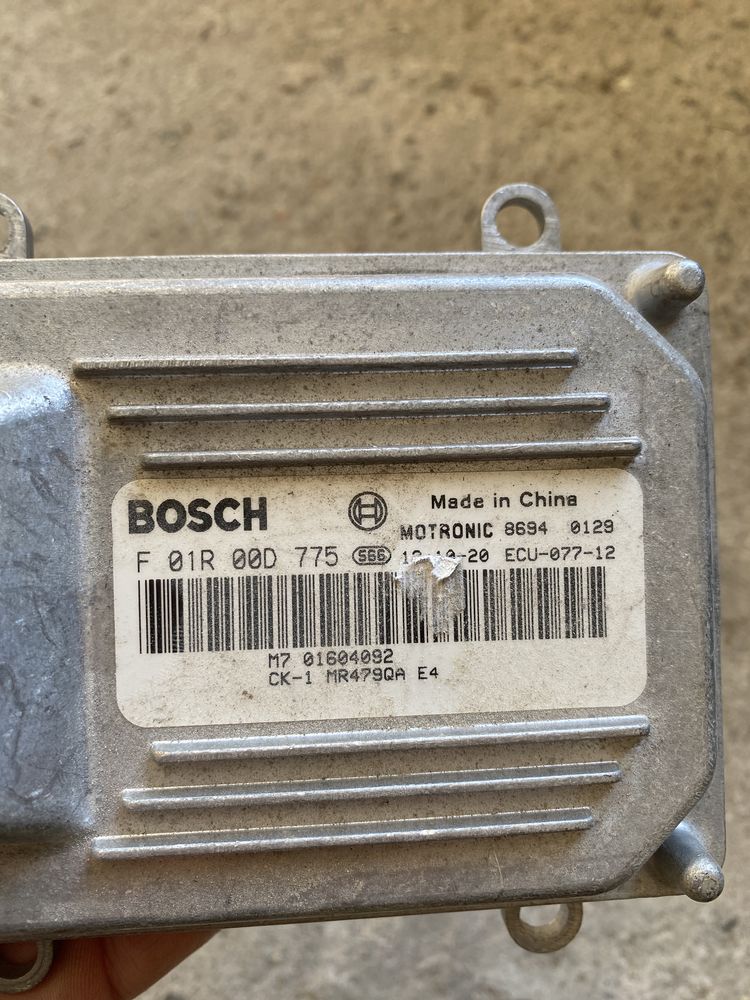 BOSCH
Made in China
MOTRONIC 8694 0129
F 01R 00D 775 S6S ECU-077-12
M7 01604092
CK-1 MR479QA E4